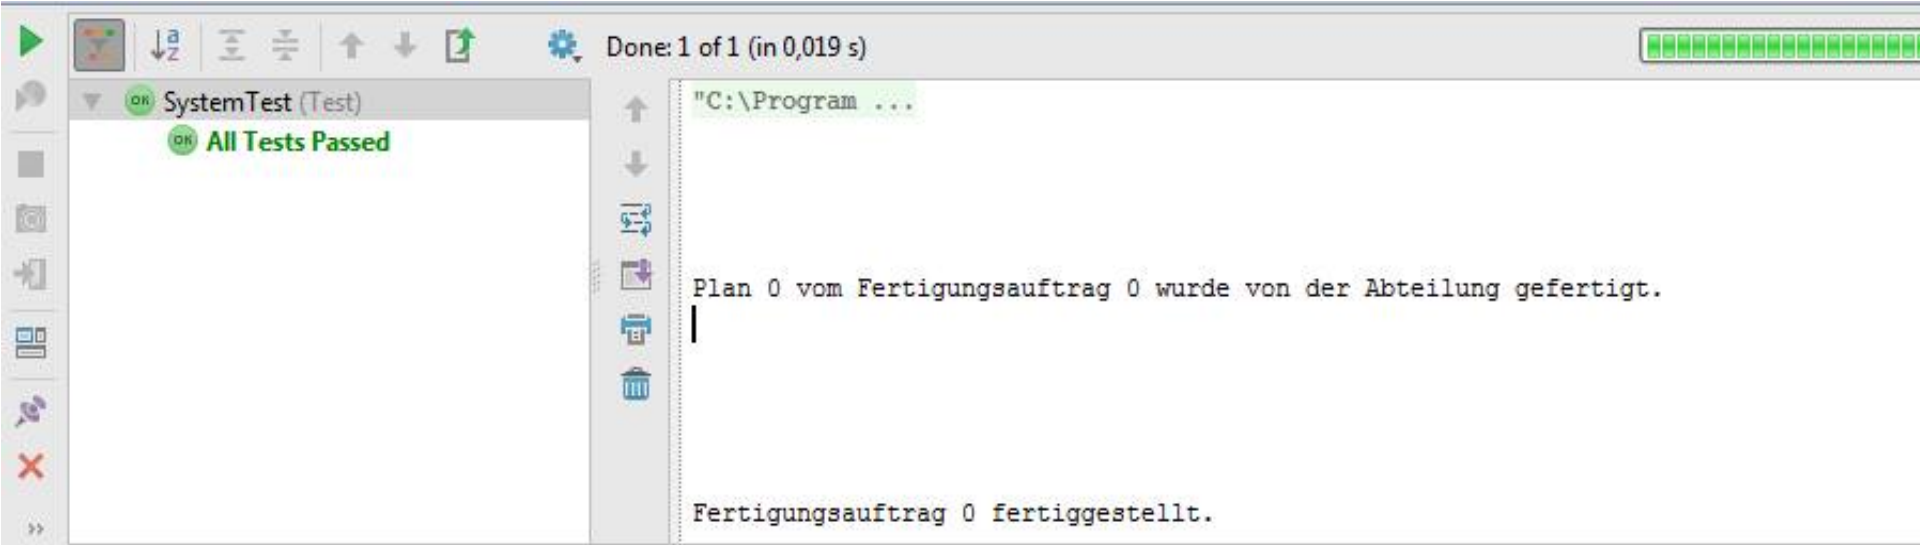 Done: 1 of 1 (in 0,019 s)
SystemTest (Test)
All Tests Passed
"C:\Program ...
Plan 0 vom Fertigungsauftrag 0 wurde von der Abteilung gefertigt.
Fertigungsauftrag 0 fertiggestellt.